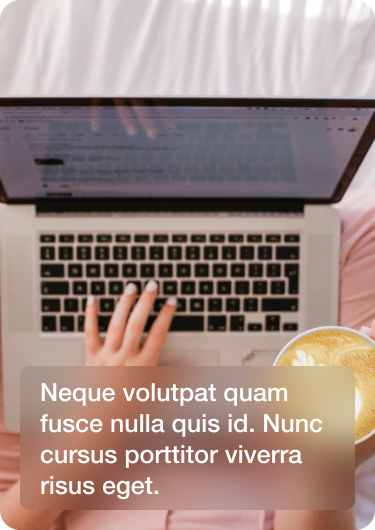 Neque volutpat quam
fusce nulla quis id. Nunc
cursus porttitor viverra
risus eget.